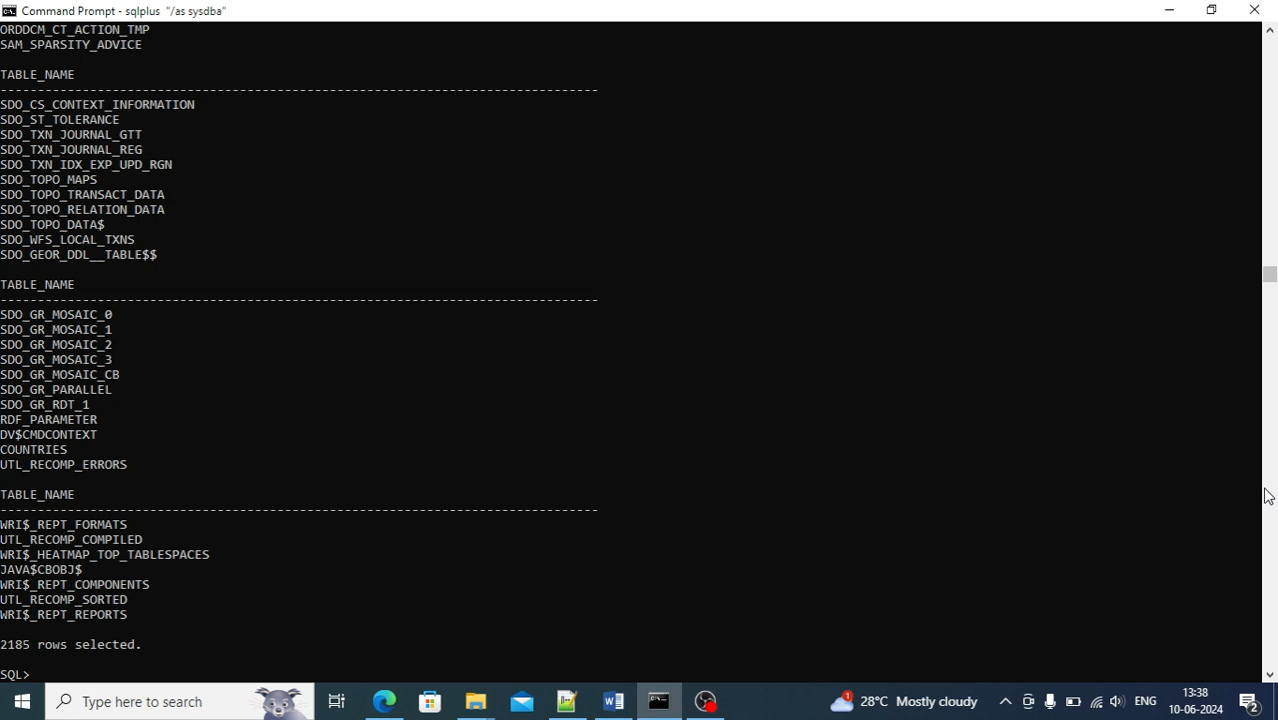 Command Prompt - sqlplus "/as sysdba"
ORDDCM_CT_ACTION_TMP
SAM_SPARSITY_ADVICE
TABLE_NAME
--------------------------------------------------------------------------------
SDO_CS_CONTEXT_INFORMATION
SDO_ST_TOLERANCE
SDO_TXN_JOURNAL_GTT
SDO_TXN_JOURNAL_REG
SDO_TXN_IDX_EXP_UPD_RGN
SDO_TOPO_MAPS
SDO_TOPO_TRANSACT_DATA
SDO_TOPO_RELATION_DATA
SDO_TOPO_DATA$
SDO_WFS_LOCAL_TXNS
SDO_GEOR_DDL__TABLE$$
TABLE_NAME
--------------------------------------------------------------------------------
SDO_GR_MOSAIC_0
SDO_GR_MOSAIC_1
SDO_GR_MOSAIC_2
SDO_GR_MOSAIC_3
SDO_GR_MOSAIC_CB
SDO_GR_PARALLEL
SDO_GR_RDT_1
RDF_PARAMETER
DV$CMDCONTEXT
COUNTRIES
UTL_RECOMP_ERRORS
TABLE_NAME
--------------------------------------------------------------------------------
WRI$_REPT_FORMATS
UTL_RECOMP_COMPILED
WRI$_HEATMAP_TOP_TABLESPACES
JAVA$CBOBJ$
WRI$_REPT_COMPONENTS
UTL_RECOMP_SORTED
WRI$_REPT_REPORTS
2185 rows selected.
SQL>
Type here to search
1
28°C Mostly cloudy
ENG
13:38
10-06-2024
2